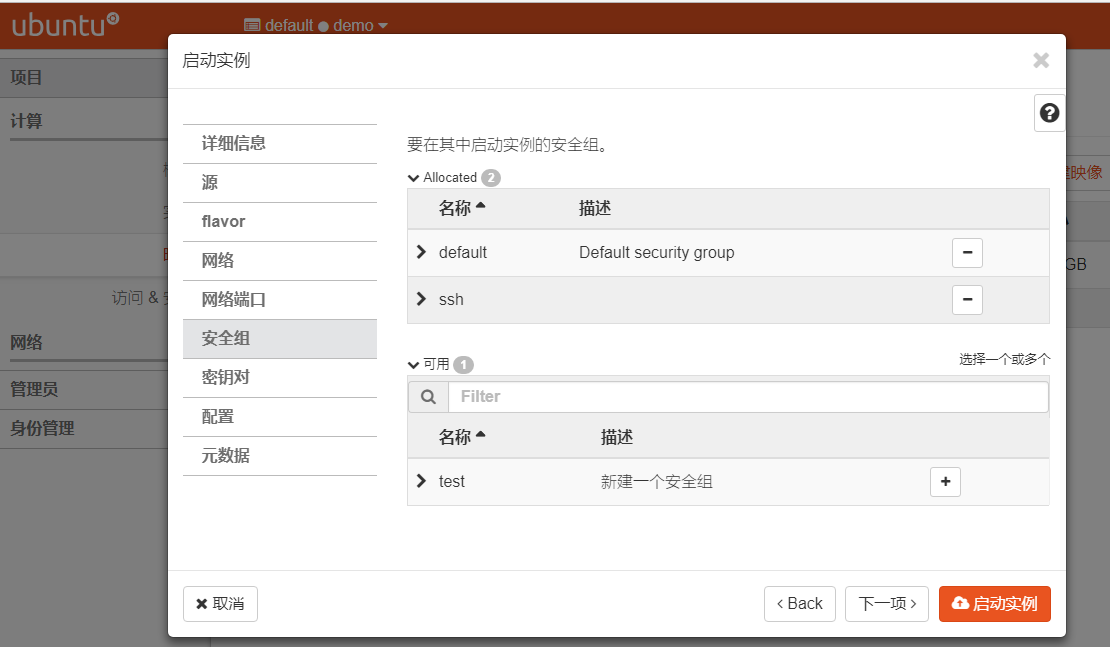 ubuntu
default demo
项目
计算
访问 &
网络
管理员
身份管理
建映像
GB
启动实例
详细信息
源
flavor
网络
网络端口
安全组
密钥对
配置
元数据
要在其中启动实例的安全组。
Allocated 2
名称 描述
default Default security group
ssh
可用 1 选择一个或多个
Filter
名称 描述
test 新建一个安全组
取消
Back
下一项
启动实例